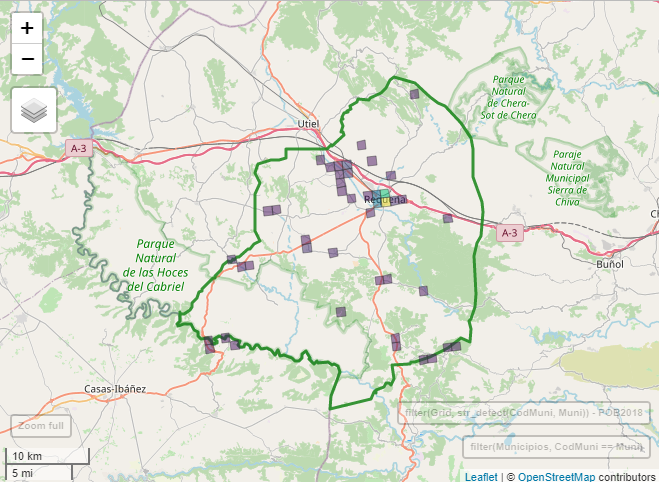 +
−
Parque
Natural
de Chera-
Sot de Chera
Utiel
A-3
Paraje
Natural
Municipal
Sierra de
Chiva
Requena
Parque
Natural
de las Hoces
del Cabriel
A-3
Buñol
Casas-Ibáñez
filter(Grid, str_detect(CodMuni, Muni)) - POB2018
Zoom full
filter(Municipios, CodMuni == Muni)
10 km
5 mi
Leaflet | © OpenStreetMap contributors